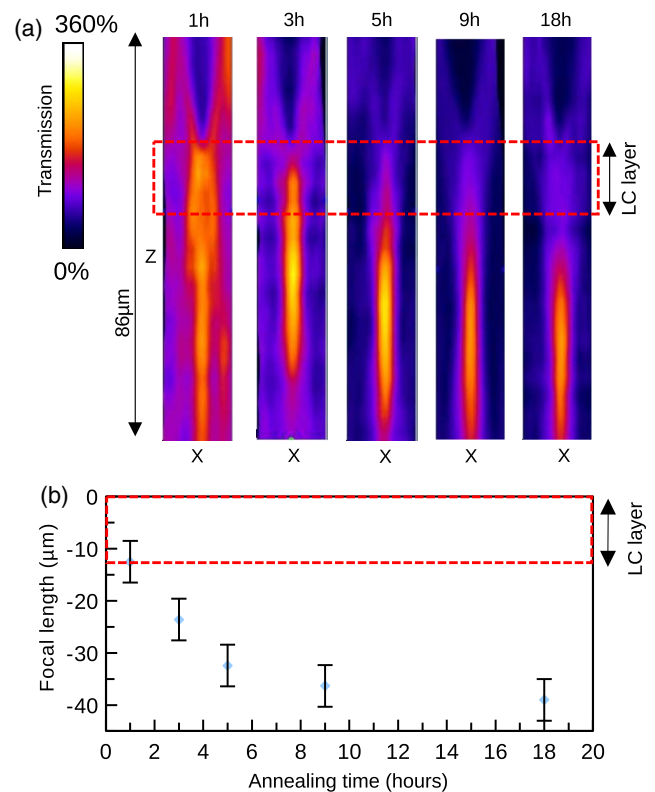 (a)
360%
1h 3h 5h 9h 18h
Transmission
0%
Z
86µm
LC layer
X X X X X
(b)
0
-10
-20
-30
-40
Focal length (µm)
LC layer
0 2 4 6 8 10 12 14 16 18 20
Annealing time (hours)